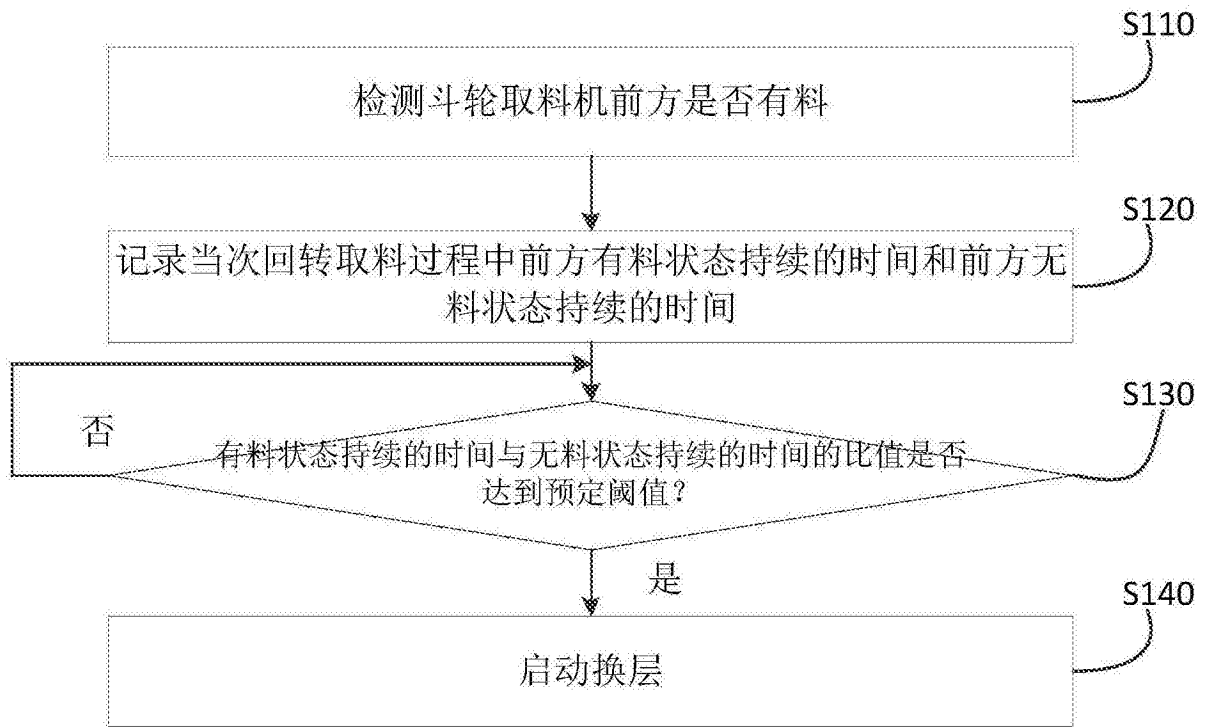 S110
检测斗轮取料机前方是否有料
S120
记录当次回转取料过程中前方有料状态持续的时间和前方无
料状态持续的时间
S130
否
有料状态持续的时间与无料状态持续的时间的比值是否
达到预定阈值？
是
S140
启动换层